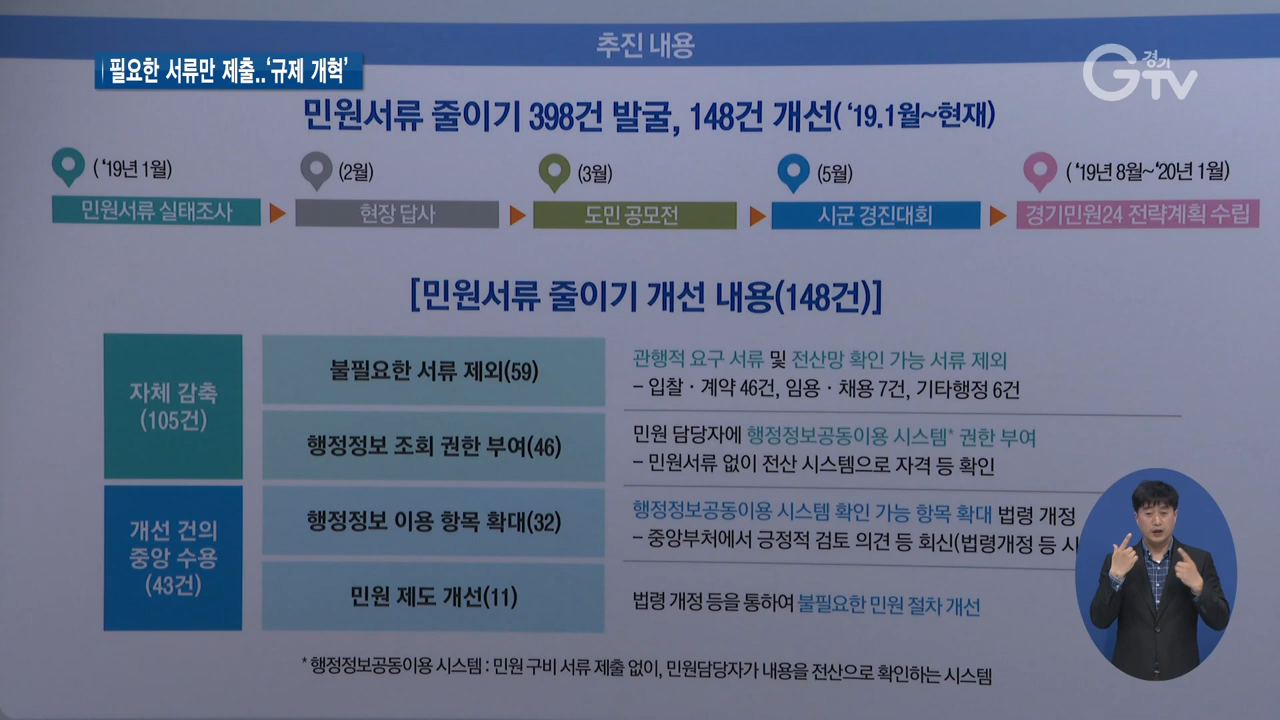 추진 내용
필요한 서류만 제출..‘규제 개혁’
경기
GTV
민원서류 줄이기 398건 발굴, 148건 개선( ‘19.1월~현재)
( ‘19년 1월)
(2월)
(3월)
(5월)
( ‘19년 8월~‘20년 1월)
민원서류 실태조사
현장 답사
도민 공모전
시군 경진대회
경기민원24 전략계획 수립
[민원서류 줄이기 개선 내용(148건)]
자체 감축
(105건)
불필요한 서류 제외(59)
관행적 요구 서류 및 전산망 확인 가능 서류 제외
– 입찰 · 계약 46건, 임용 · 채용 7건, 기타행정 6건
행정정보 조회 권한 부여(46)
민원 담당자에 행정정보공동이용 시스템* 권한 부여
– 민원서류 없이 전산 시스템으로 자격 등 확인
개선 건의
중앙 수용
(43건)
행정정보 이용 항목 확대(32)
행정정보공동이용 시스템 확인 가능 항목 확대 법령 개정
– 중앙부처에서 긍정적 검토 의견 등 회신(법령개정 등 시
민원 제도 개선(11)
법령 개정 등을 통하여 불필요한 민원 절차 개선
* 행정정보공동이용 시스템 : 민원 구비 서류 제출 없이, 민원담당자가 내용을 전산으로 확인하는 시스템